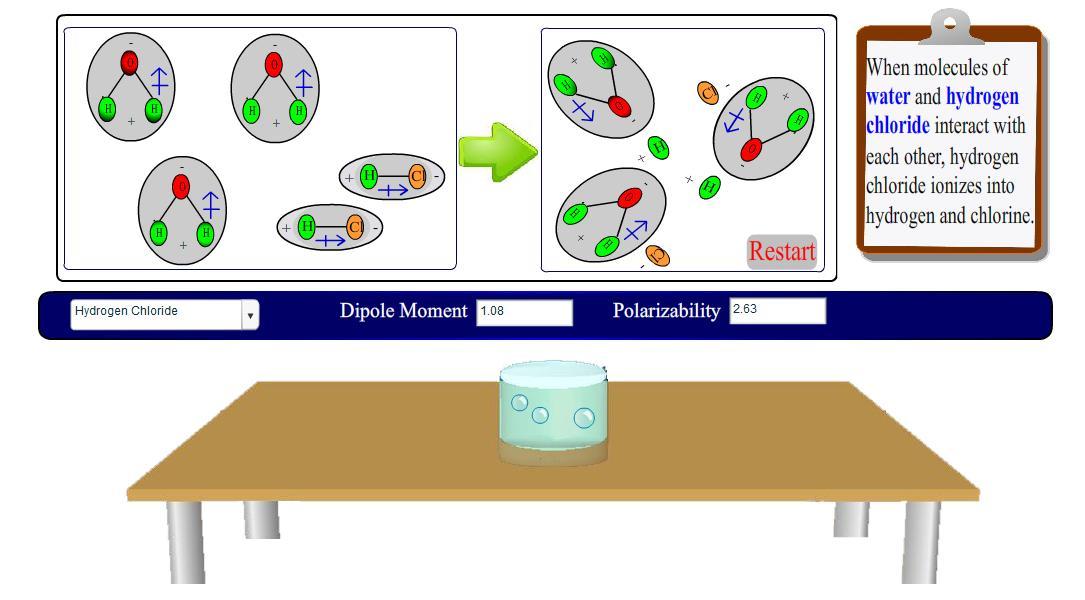 -
O
H
H
+
-
O
H
H
+
-
O
H
H
+
+ H Cl -
+ H Cl -
H
+
H
O
-
Cl -
H
+
H
O
-
H
+
H
+
-
O
H
+
H
Cl
-
Restart
When molecules of
water and hydrogen
chloride interact with
each other, hydrogen
chloride ionizes into
hydrogen and chlorine.
Hydrogen Chloride
Dipole Moment 1.08
Polarizability 2.63